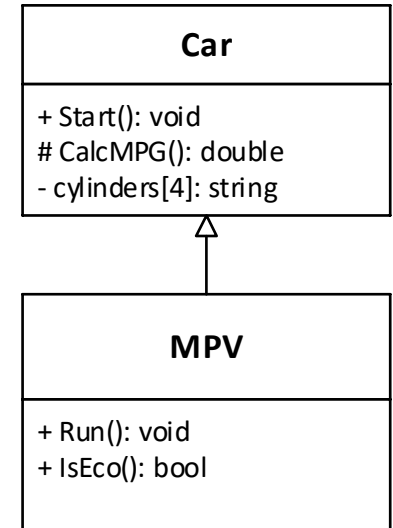 Car
+ Start(): void
# CalcMPG(): double
- cylinders[4]: string
MPV
+ Run(): void
+ IsEco(): bool